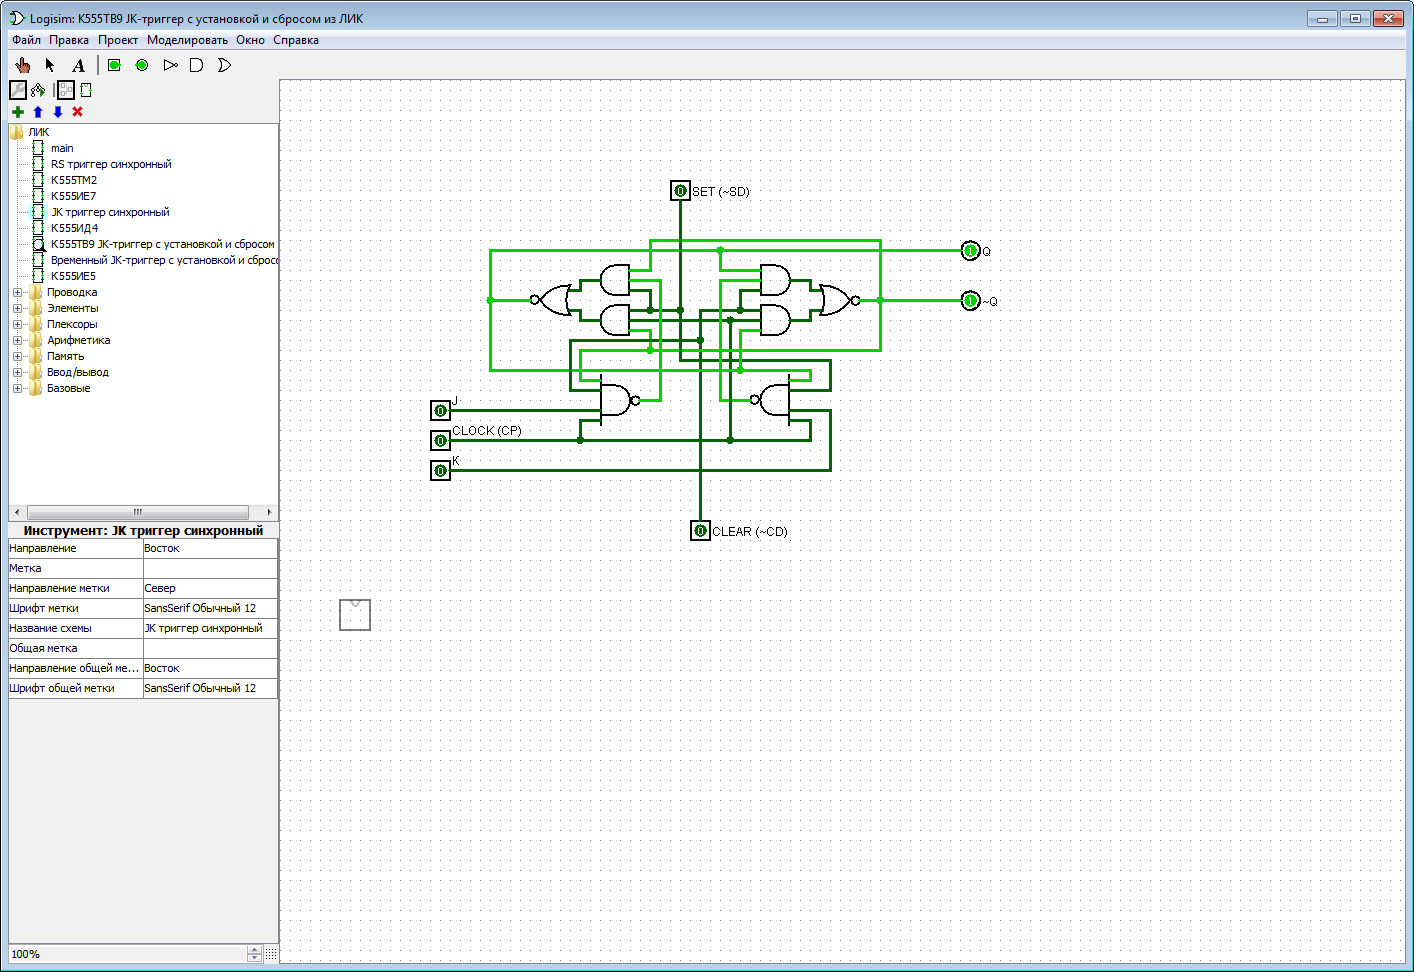 Logisim: К555ТВ9 JK-триггер с установкой и сбросом из ЛИК
Файл Правка Проект Моделировать Окно Справка
A
ЛИК
main
RS триггер синхронный
К555ТМ2
К555ИЕ7
JK триггер синхронный
К555ИД4
К555ТВ9 JK-триггер с установкой и сбросом
Временный JK-триггер с установкой и сброс
К555ИЕ5
Проводка
Элементы
Плексоры
Арифметика
Память
Ввод/вывод
Базовые
Инструмент: JK триггер синхронный
Направление Восток
Метка
Направление метки Север
Шрифт метки SansSerif Обычный 12
Название схемы JK триггер синхронный
Общая метка
Направление общей ме... Восток
Шрифт общей метки SansSerif Обычный 12
100%
0 SET (~SD)
1 Q
1 ~Q
0 J
0 CLOCK (CP)
0 K
0 CLEAR (~CD)